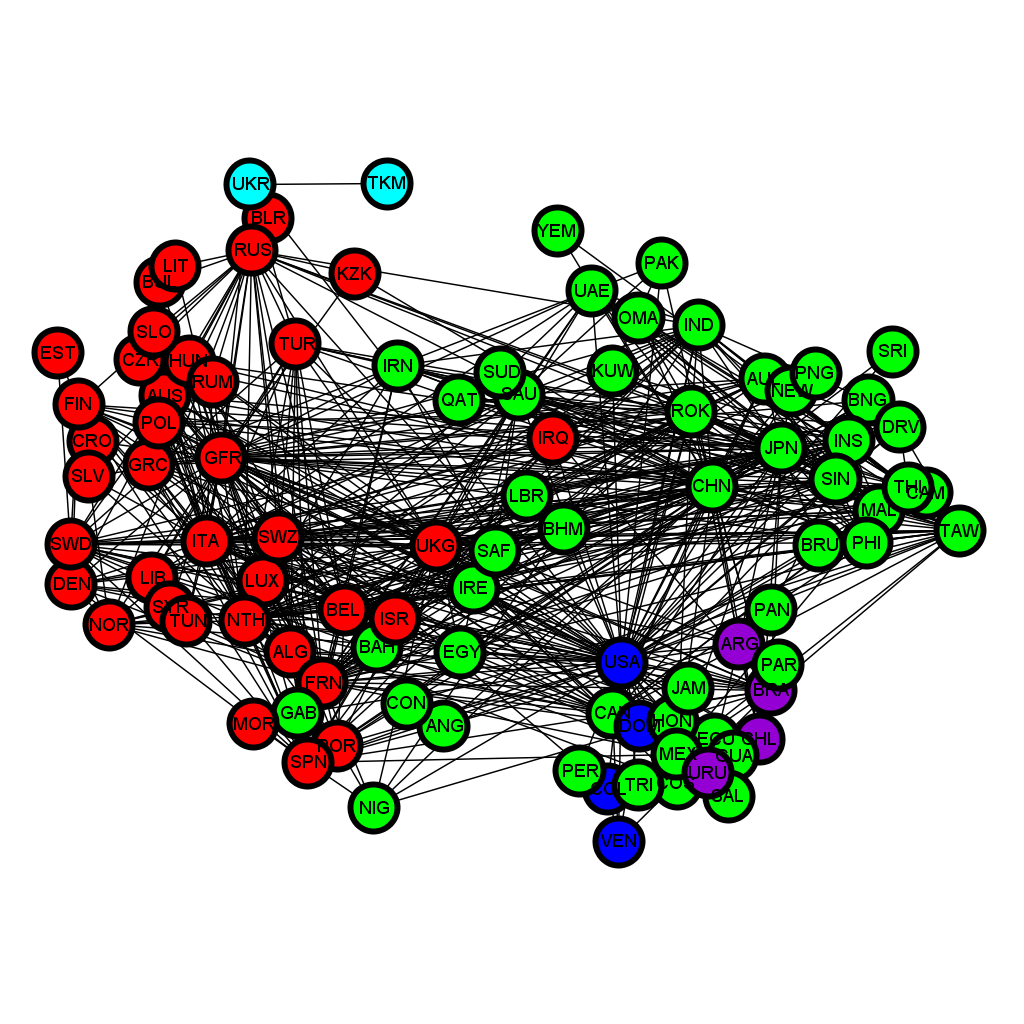 UKR
TKM
BLR
RUS
YEM
LIT
KZK
PAK
UAE
OMA
IND
SLO
TUR
EST
CZR
HUN
SRI
IRN
SUD
KUW
RUM
AUS
PNG
NEW
SAU
QAT
BNG
FIN
ROK
POL
DRV
CRO
IRQ
INS
JPN
GFR
GRC
SLV
SIN
CHN
THI
CAM
LBR
MAL
BHM
TAW
SWZ
ITA
SWD
UKG
BRU
PHI
SAF
LIB
LUX
DEN
IRE
SYR
BEL
PAN
ISR
TUN
NTH
NOR
ARG
BAH
ALG
EGY
USA
PAR
FRN
JAM
BRA
CON
GAB
CAN
HON
MOR
ANG
DOM
ECU
CHL
POR
MEX
GUA
SPN
PER
URU
TRI
COL
SAL
NIG
VEN